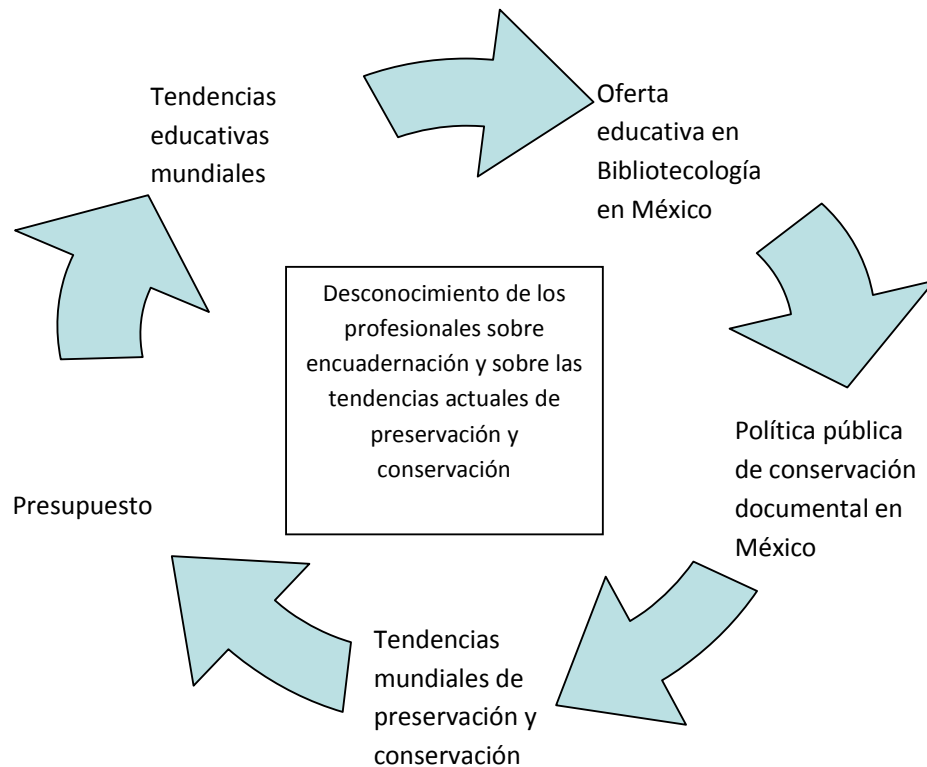 Tendencias
educativas
mundiales
Oferta
educativa en
Bibliotecología
en México
Desconocimiento de los
profesionales sobre
encuadernación y sobre las
tendencias actuales de
preservación y
conservación
Política pública
de conservación
documental en
México
Presupuesto
Tendencias
mundiales de
preservación y
conservación